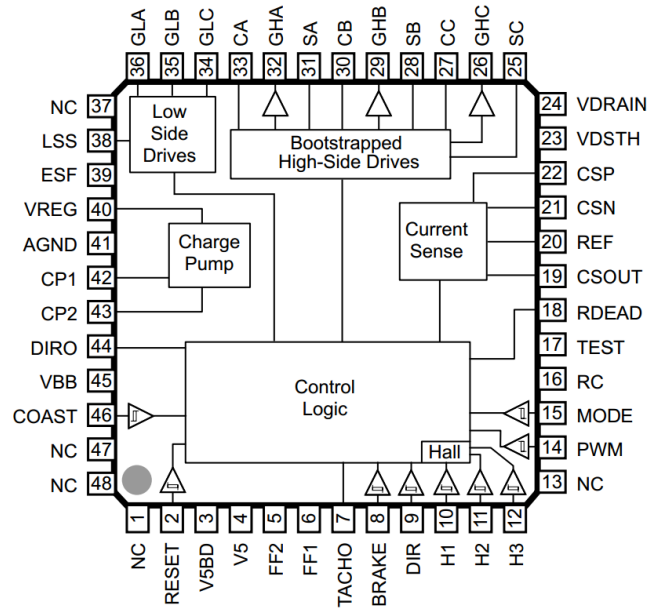 GLA
GLB
GLC
CA
GHA
SA
CB
GHB
SB
CC
GHC
SC
36
35
34
33
32
31
30
29
28
27
26
25
NC 37
LSS 38
ESF 39
VREG 40
AGND 41
CP1 42
CP2 43
DIRO 44
VBB 45
COAST 46
NC 47
NC 48
Low
Side
Drives
Bootstrapped
High-Side Drives
Charge
Pump
Current
Sense
Control
Logic
Hall
24 VDRAIN
23 VDSTH
22 CSP
21 CSN
20 REF
19 CSOUT
18 RDEAD
17 TEST
16 RC
15 MODE
14 PWM
13 NC
1
2
3
4
5
6
7
8
9
10
11
12
NC
RESET
V5BD
V5
FF2
FF1
TACHO
BRAKE
DIR
H1
H2
H3